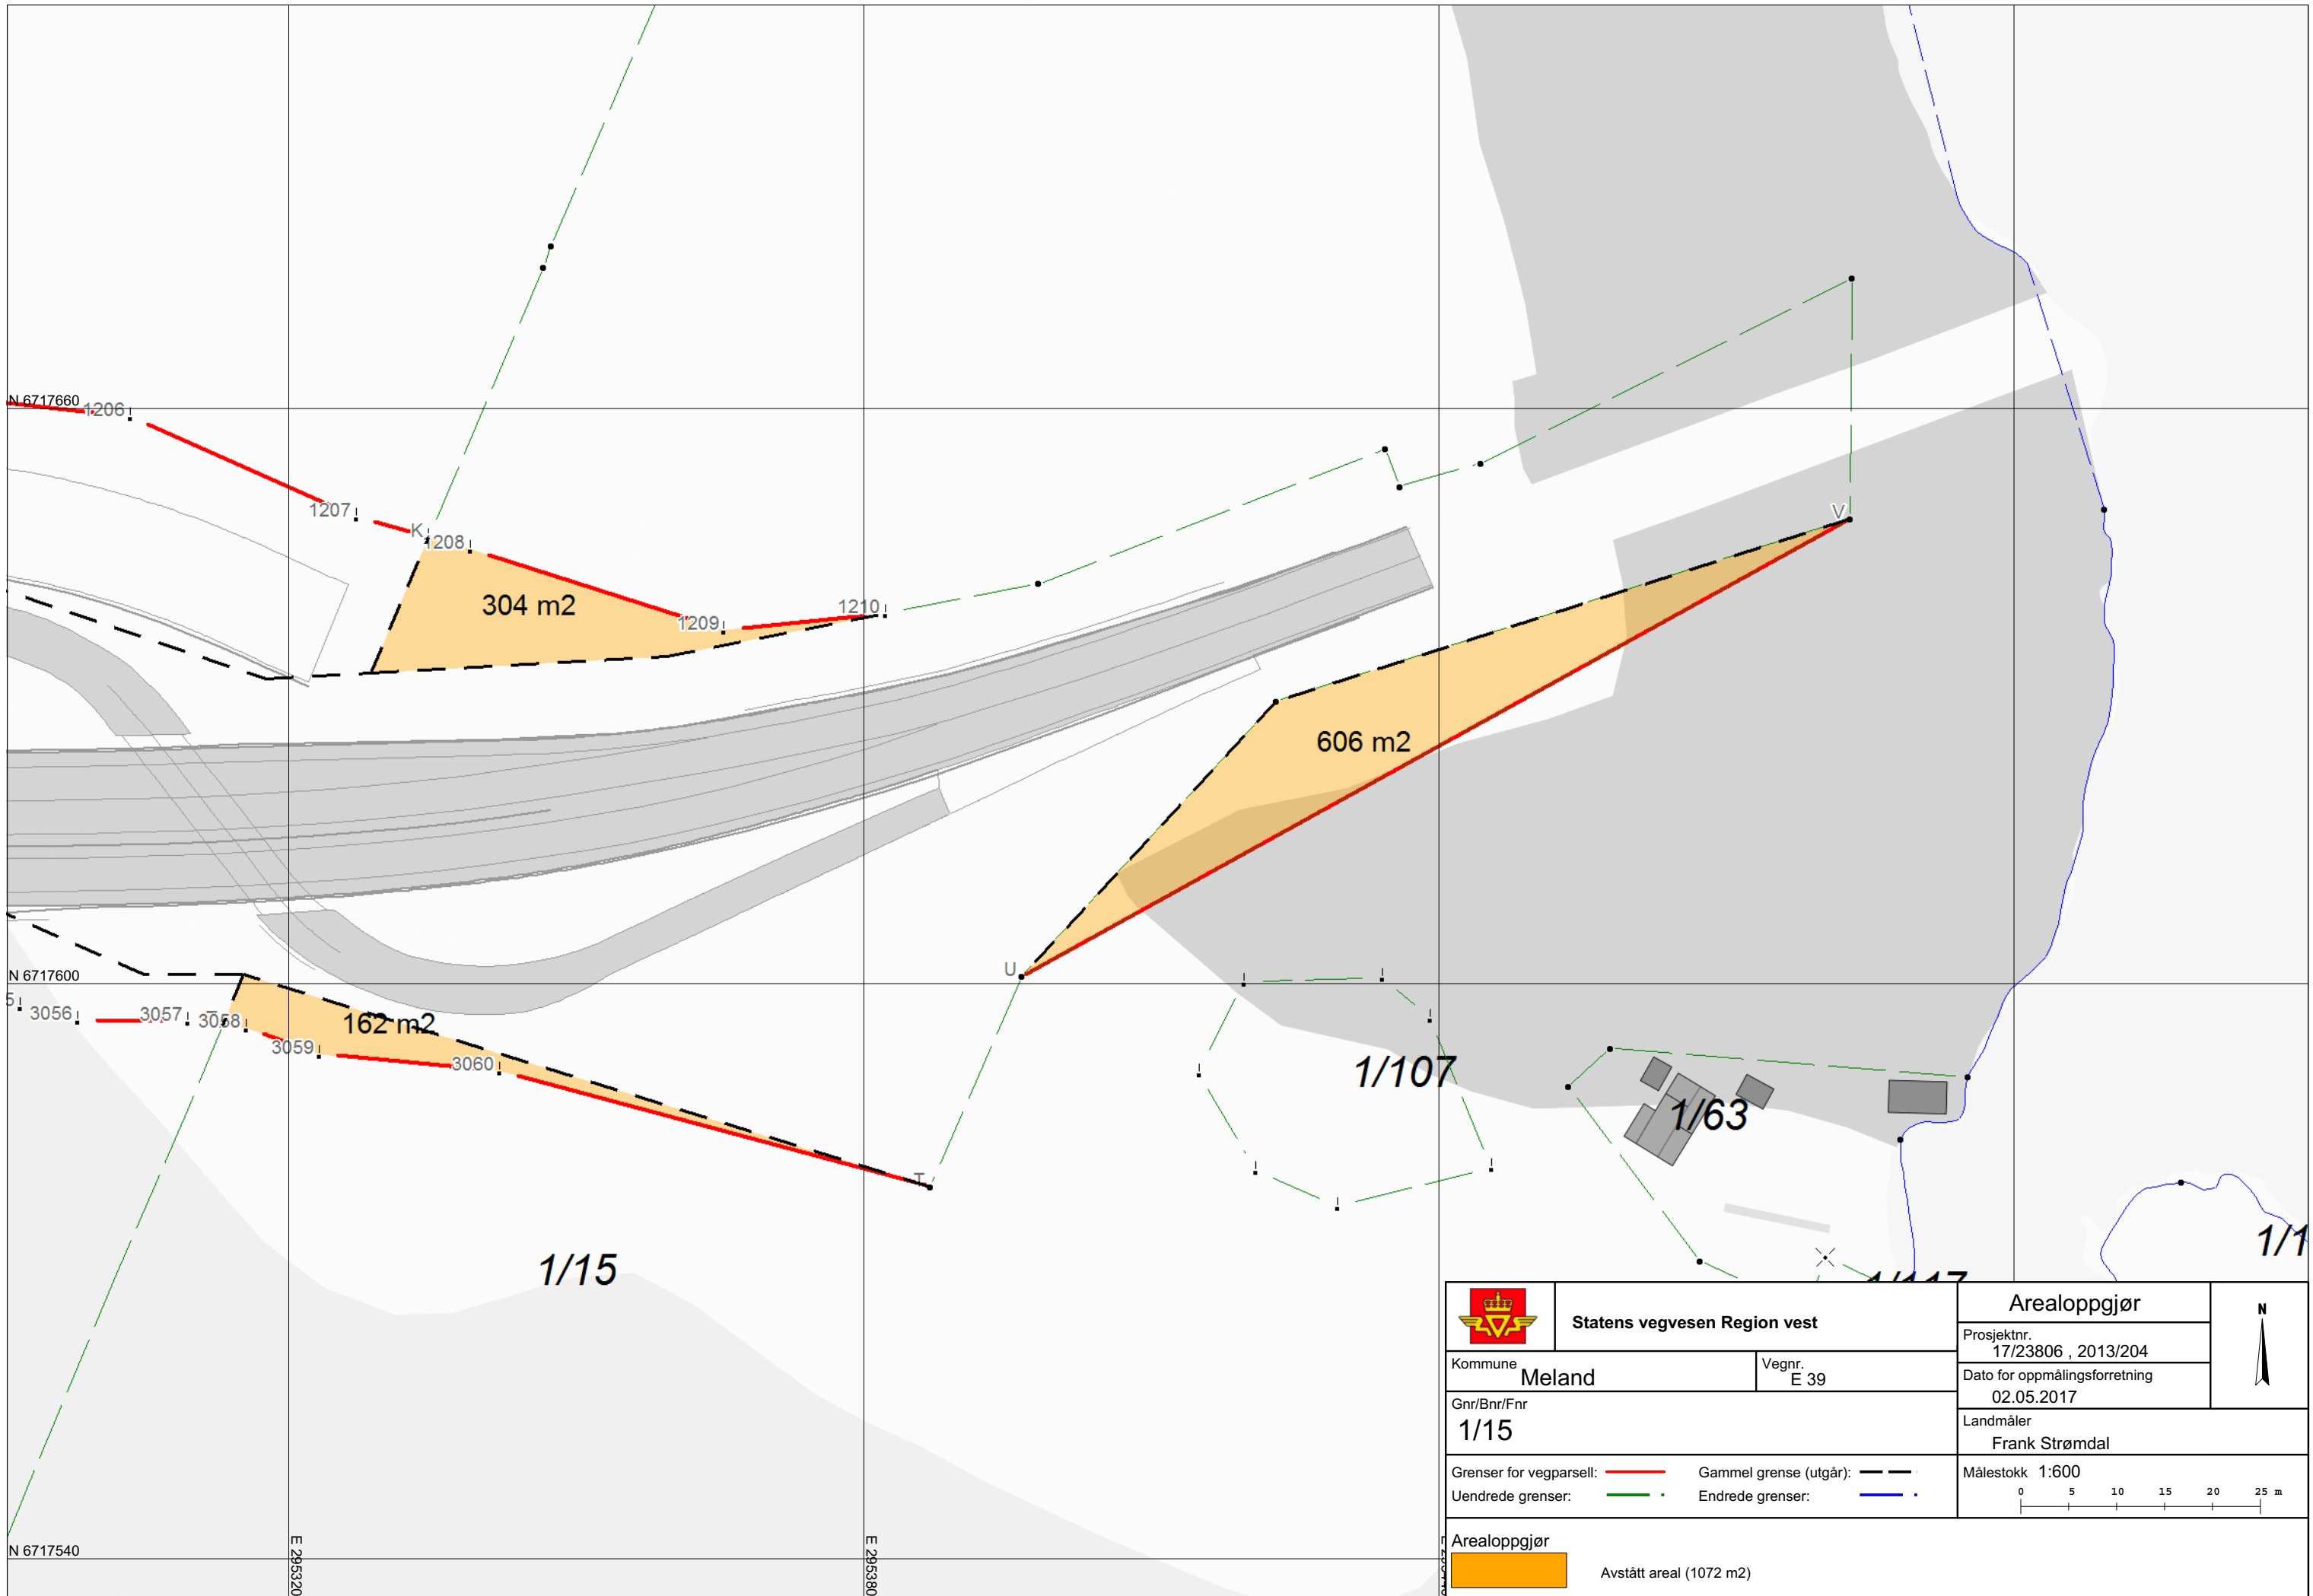 N 6717660
1206
1207
K
1208
304 m2
1209
1210
V
606 m2
U
N 6717600
3056
3057
3058
162 m2
3059
3060
1/107
1/63
T
1/15
N 6717540
E 295320
E 295380
Statens vegvesen Region vest
Arealoppgjør
N
Prosjektnr.
17/23806 , 2013/204
Kommune
Meland
Vegnr.
E 39
Dato for oppmålingsforretning
02.05.2017
Gnr/Bnr/Fnr
1/15
Landmåler
Frank Strømdal
Grenser for vegparsell:
Gammel grense (utgår):
Uendrede grenser:
Endrede grenser:
Målestokk 1:600
0 5 10 15 20 25 m
Arealoppgjør
Avstått areal (1072 m2)